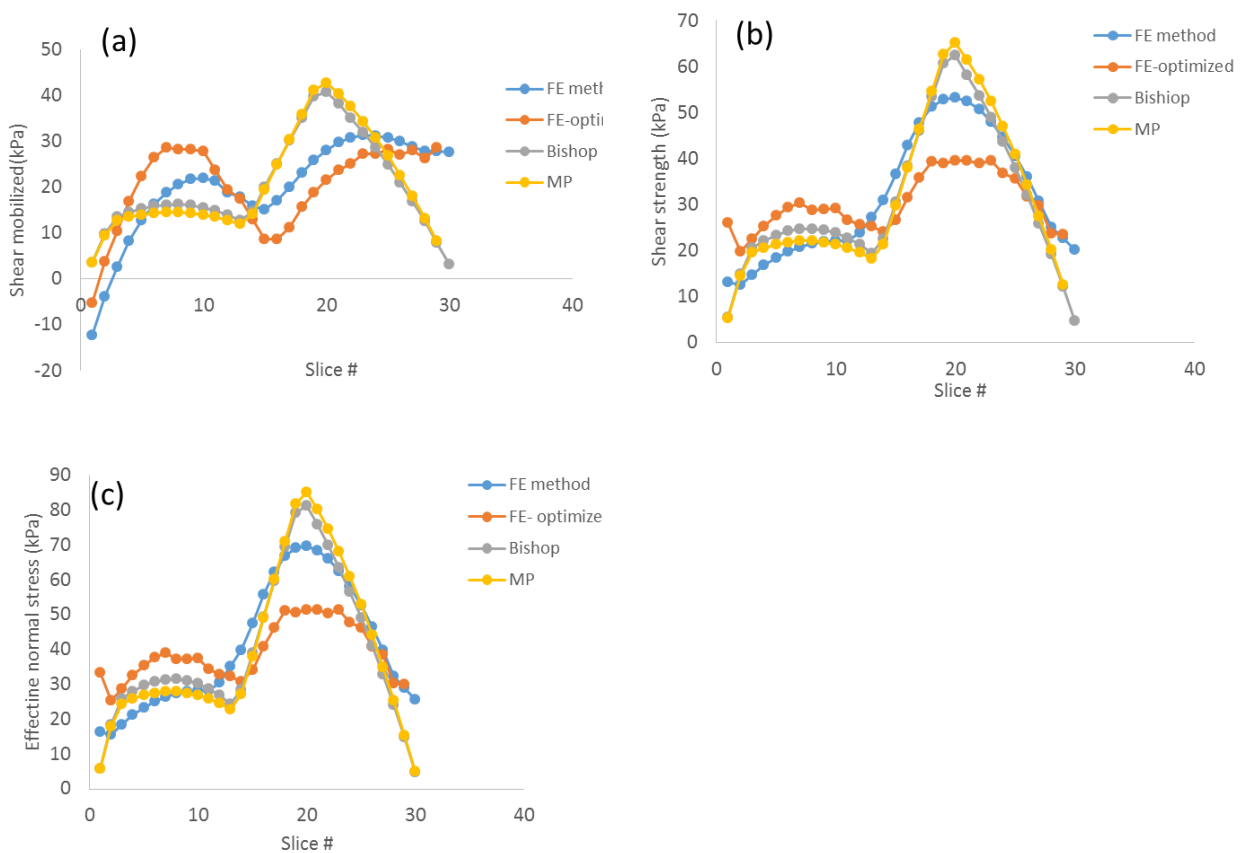 (a)
50
40
30
20
10
0
-10
-20
0
10
20
30
40
Shear mobilized (kPa)
Slice #
FE meth
FE-optir
Bishop
MP
(b)
70
60
50
40
30
20
10
0
0
10
20
30
40
Shear strength (kPa)
Slice #
FE method
FE-optimized
Bishiop
MP
(c)
90
80
70
60
50
40
30
20
10
0
0
10
20
30
40
Effectine normal stress (kPa)
Slice #
FE method
FE- optimize
Bishop
MP